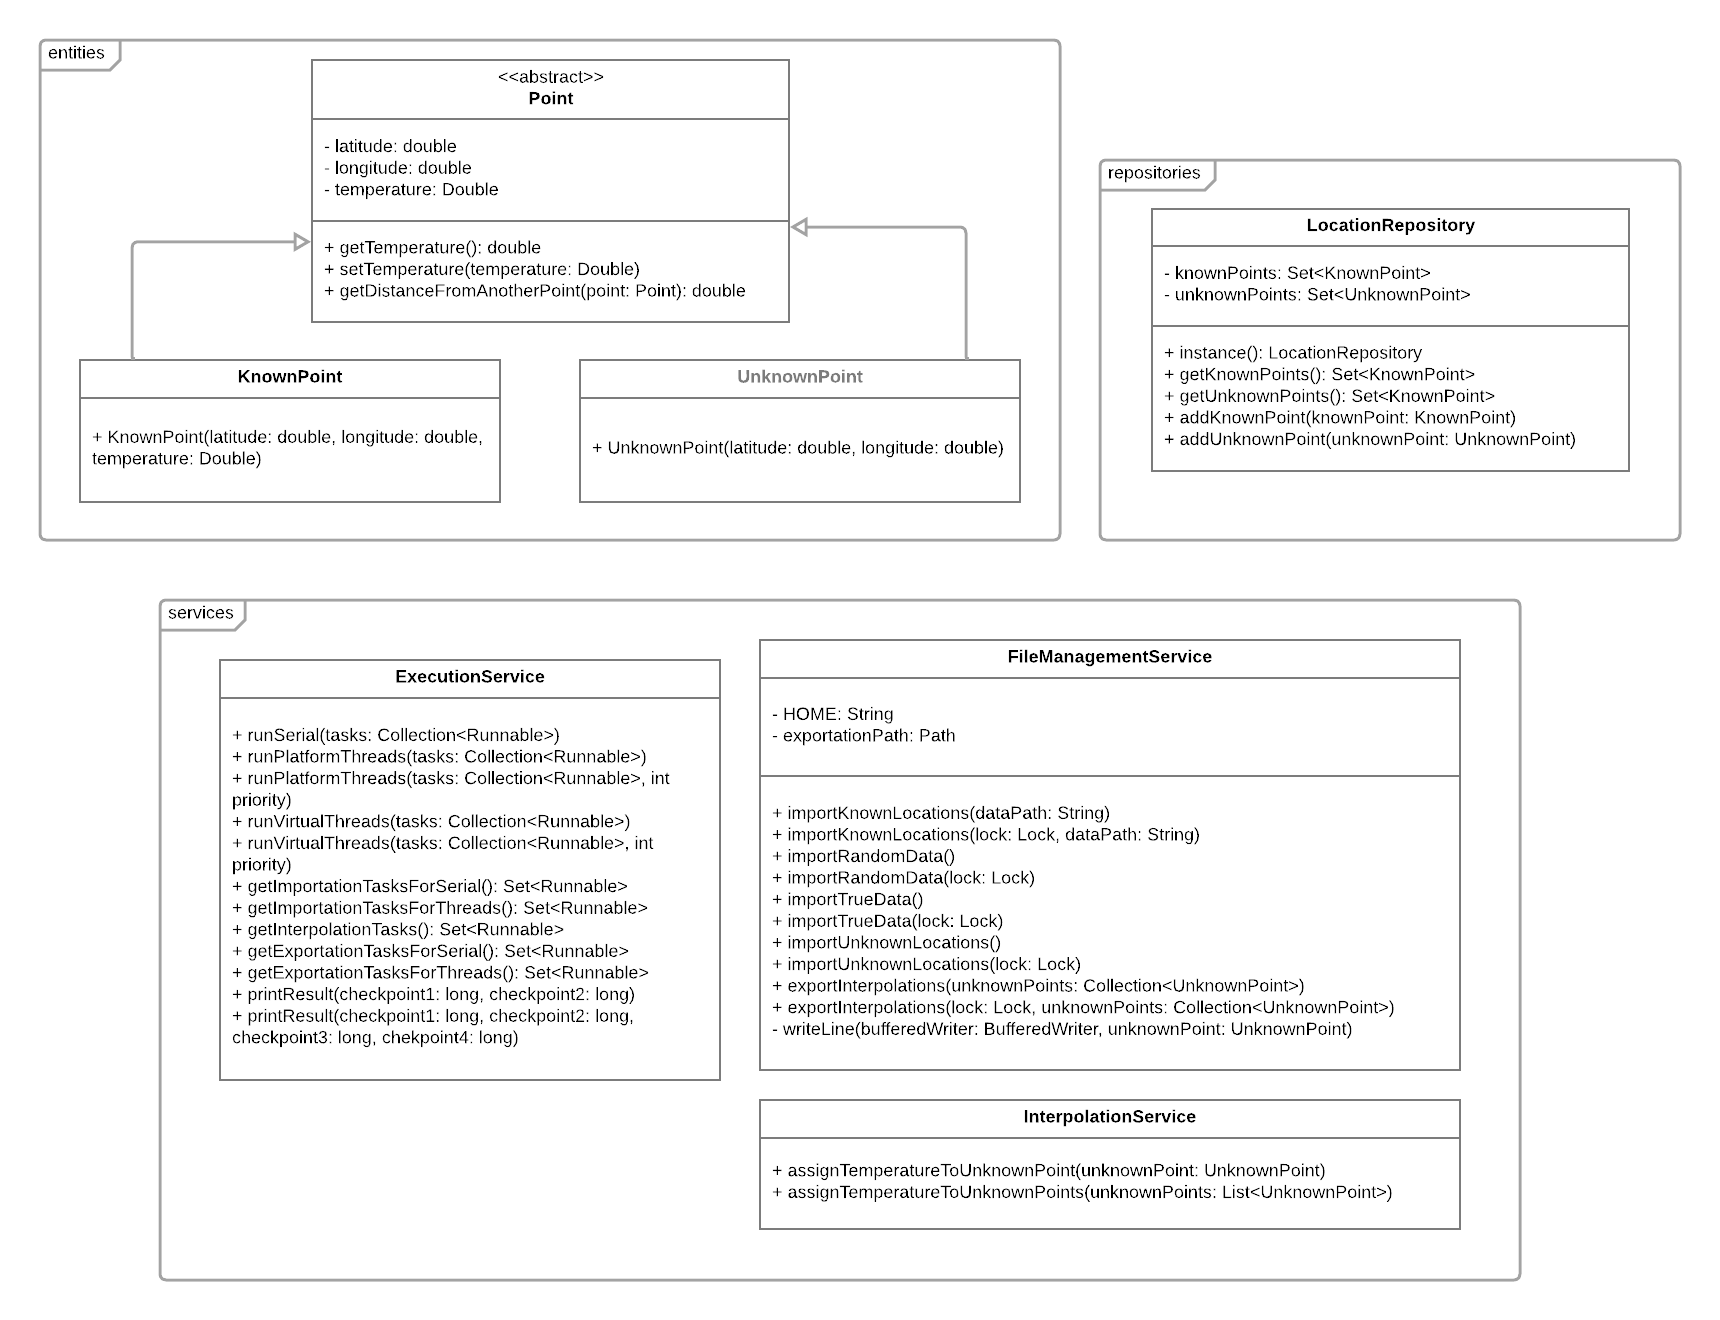 entities
<<abstract>>
Point
- latitude: double
- longitude: double
- temperature: Double
+ getTemperature(): double
+ setTemperature(temperature: Double)
+ getDistanceFromAnotherPoint(point: Point): double
KnownPoint
+ KnownPoint(latitude: double, longitude: double,
temperature: Double)
UnknownPoint
+ UnknownPoint(latitude: double, longitude: double)
repositories
LocationRepository
- knownPoints: Set<KnownPoint>
- unknownPoints: Set<UnknownPoint>
+ instance(): LocationRepository
+ getKnownPoints(): Set<KnownPoint>
+ getUnknownPoints(): Set<KnownPoint>
+ addKnownPoint(knownPoint: KnownPoint)
+ addUnknownPoint(unknownPoint: UnknownPoint)
services
ExecutionService
+ runSerial(tasks: Collection<Runnable>)
+ runPlatformThreads(tasks: Collection<Runnable>)
+ runPlatformThreads(tasks: Collection<Runnable>, int
priority)
+ runVirtualThreads(tasks: Collection<Runnable>)
+ runVirtualThreads(tasks: Collection<Runnable>, int
priority)
+ getImportationTasksForSerial(): Set<Runnable>
+ getImportationTasksForThreads(): Set<Runnable>
+ getInterpolationTasks(): Set<Runnable>
+ getExportationTasksForSerial(): Set<Runnable>
+ getExportationTasksForThreads(): Set<Runnable>
+ printResult(checkpoint1: long, checkpoint2: long)
+ printResult(checkpoint1: long, checkpoint2: long,
checkpoint3: long, chekpoint4: long)
FileManagementService
- HOME: String
- exportationPath: Path
+ importKnownLocations(dataPath: String)
+ importKnownLocations(lock: Lock, dataPath: String)
+ importRandomData()
+ importRandomData(lock: Lock)
+ importTrueData()
+ importTrueData(lock: Lock)
+ importUnknownLocations()
+ importUnknownLocations(lock: Lock)
+ exportInterpolations(unknownPoints: Collection<UnknownPoint>)
+ exportInterpolations(lock: Lock, unknownPoints: Collection<UnknownPoint>)
- writeLine(bufferedWriter: BufferedWriter, unknownPoint: UnknownPoint)
InterpolationService
+ assignTemperatureToUnknownPoint(unknownPoint: UnknownPoint)
+ assignTemperatureToUnknownPoints(unknownPoints: List<UnknownPoint>)